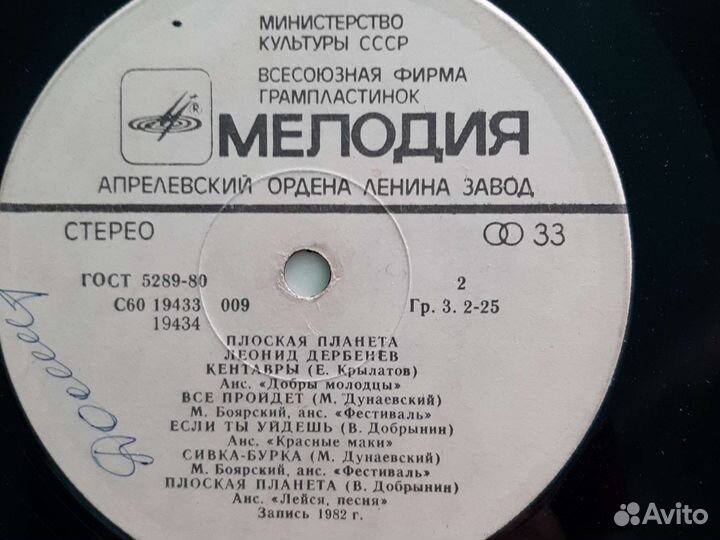 МИНИСТЕРСТВО
КУЛЬТУРЫ СССР
ВСЕСОЮЗНАЯ ФИРМА
ГРАМПЛАСТИНОК
®
МЕЛОДИЯ
АПРЕЛЕВСКИЙ ОРДЕНА ЛЕНИНА ЗАВОД
СТЕРЕО 33
ГОСТ 5289-80 2
С60 19433 009 Гр. 3. 2-25
19434
ПЛОСКАЯ ПЛАНЕТА
ЛЕОНИД ДЕРБЕНЕВ
КЕНТАВРЫ (Е. Крылатов)
Анс. «Добры молодцы»
ВСЕ ПРОЙДЕТ (М. Дунаевский)
М. Боярский, анс. «Фестиваль»
ЕСЛИ ТЫ УЙДЕШЬ (В. Добрынин)
Анс. «Красные маки»
СИВКА-БУРКА (М. Дунаевский)
М. Боярский, анс. «Фестиваль»
ПЛОСКАЯ ПЛАНЕТА (В. Добрынин)
Анс. «Лейся, песня»
Запись 1982 г.
Avito